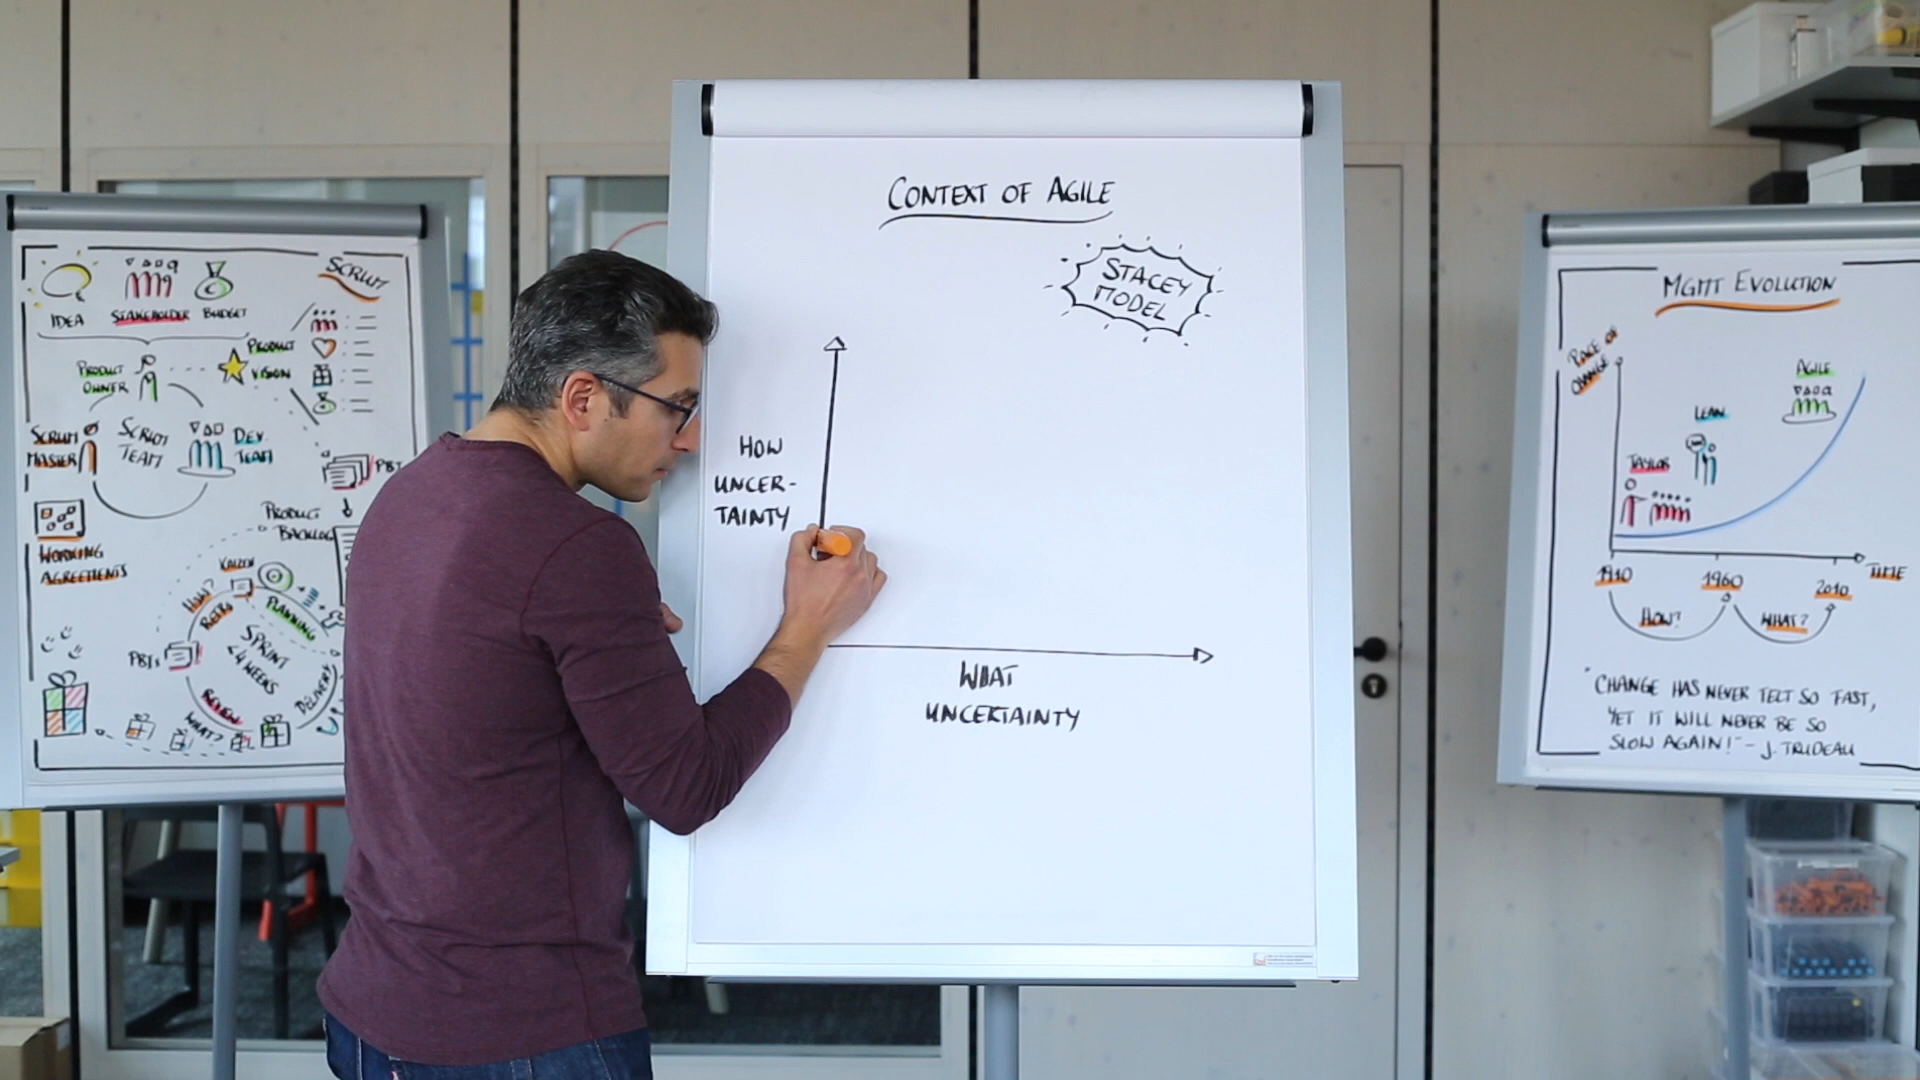 CONTEXT OF AGILE
STACEY
MODEL
HOW
UNCER-
TAINTY
WHAT
UNCERTAINTY
SCRUM
IDEA
STAKEHOLDER
BUDGET
PRODUCT
OWNER
PRODUCT
VISION
SCRUM
MASTER
SCRUM
TEAM
DEV.
TEAM
PBI
WORKING
AGREEMENTS
PRODUCT
BACKLOG
KAIZEN
HOW?
RETRO
PLANNING
SPRINT
<4 WEEKS
PBIs
REVIEW
WHAT?
DELIVERY
MGMT EVOLUTION
PACE OF
CHANGE
AGILE
LEAN
TAYLOR
1910
1960
2010
TIME
HOW?
WHAT?
"CHANGE HAS NEVER FELT SO FAST,
YET IT WILL NEVER BE SO
SLOW AGAIN!" - J. TRUDEAU